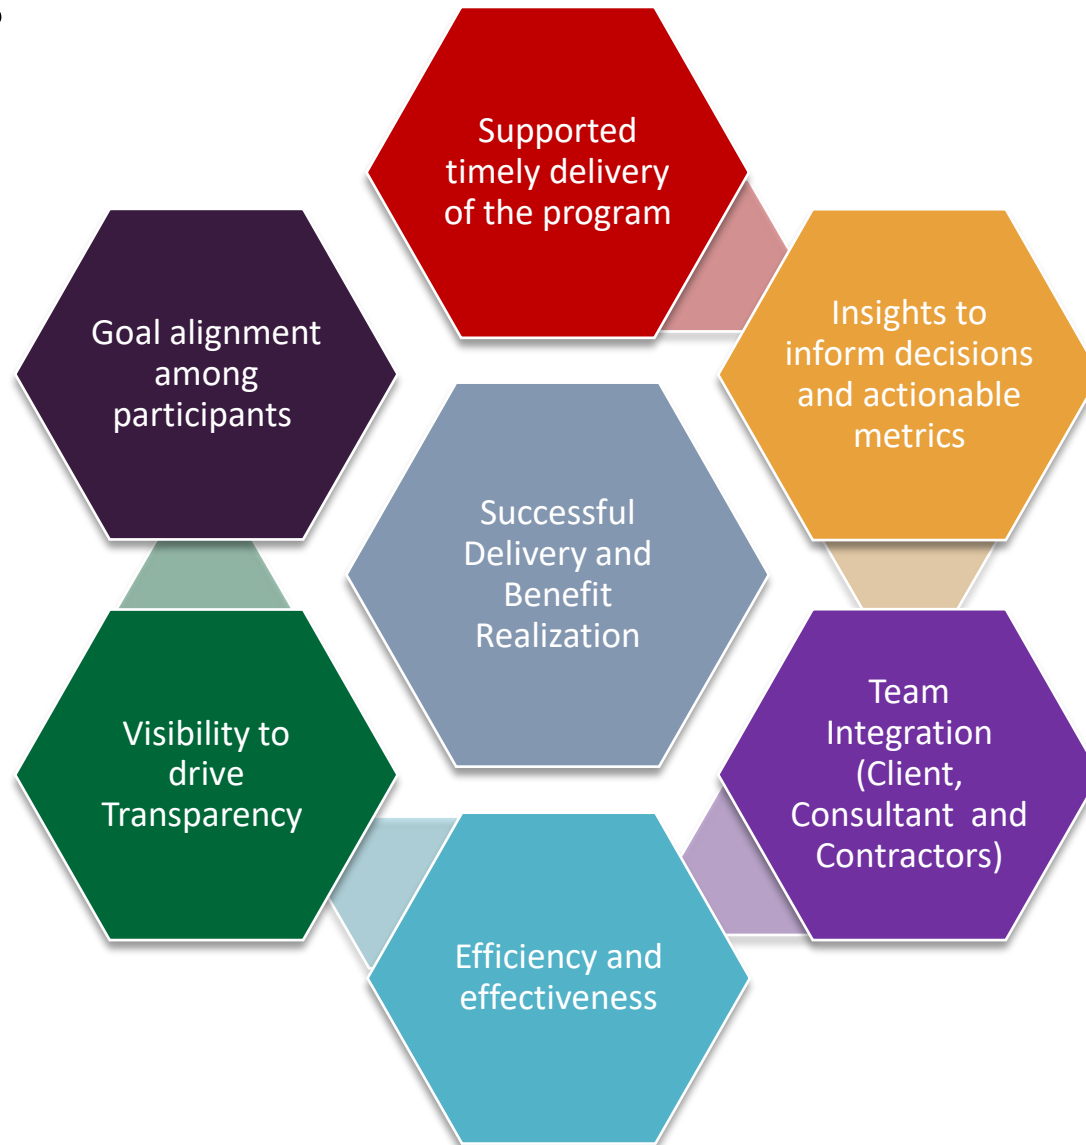 Supported
timely delivery
of the program
Insights to
inform decisions
and actionable
metrics
Goal alignment
among
participants
Successful
Delivery and
Benefit
Realization
Team
Integration
(Client,
Consultant  and
Contractors)
Visibility to
drive
Transparency
Efficiency and
effectiveness